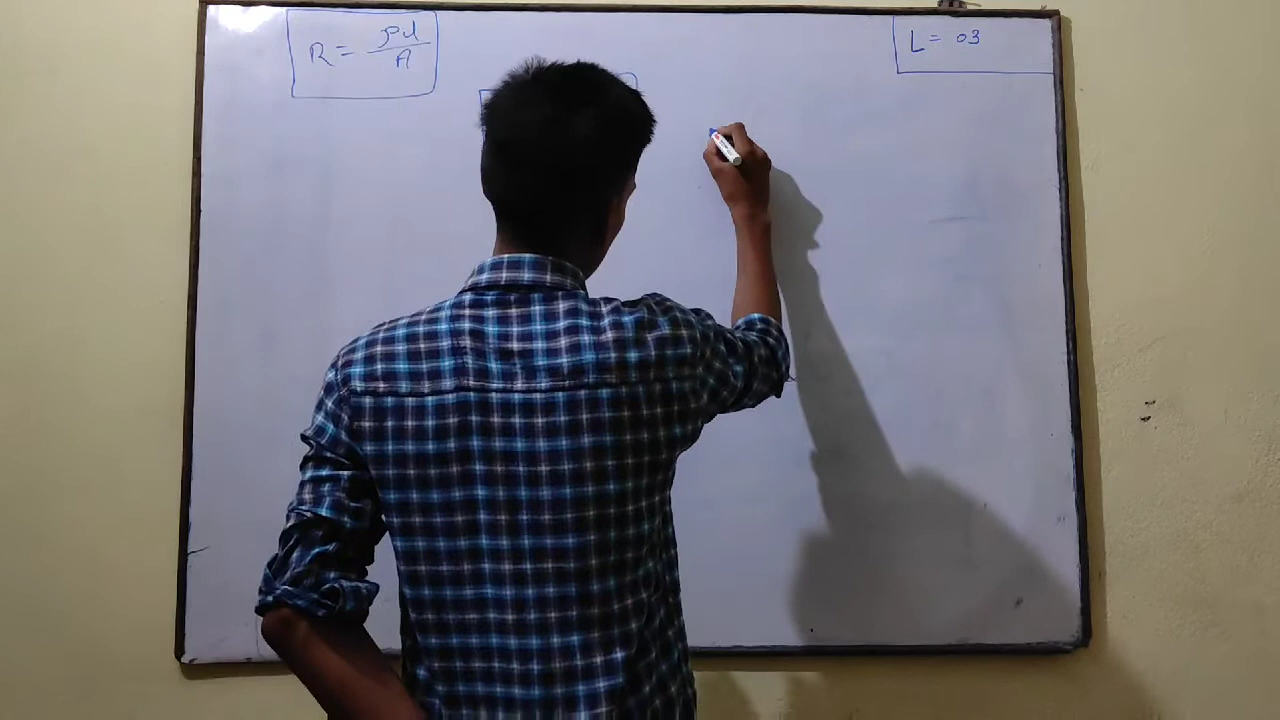 R = ρl/A
L = 03